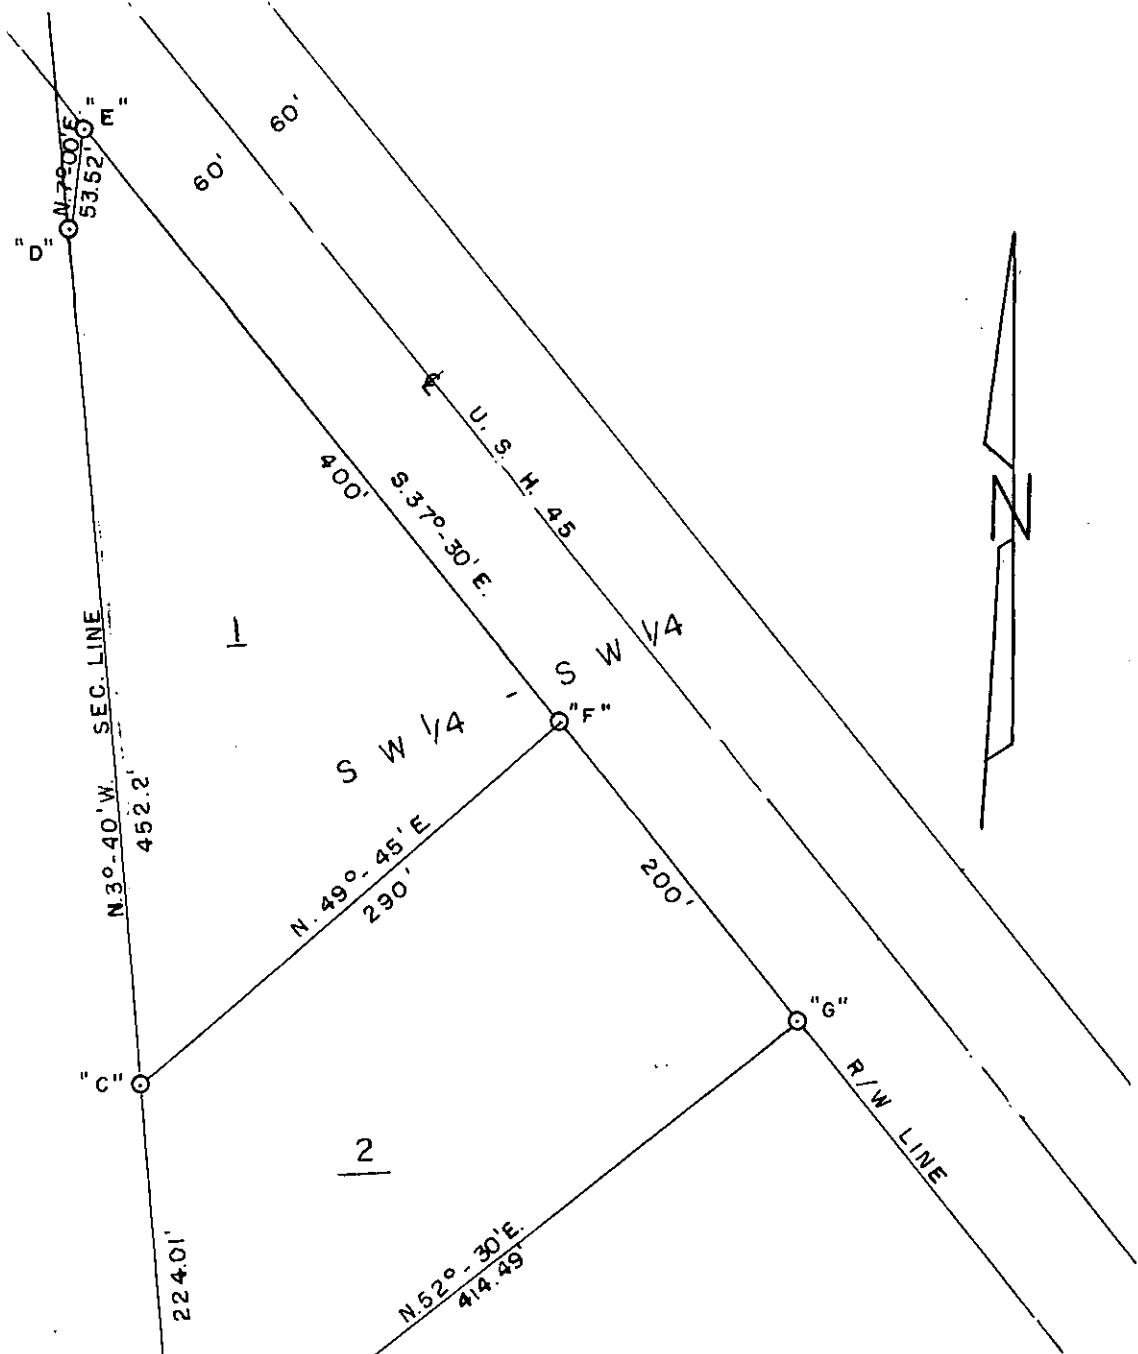 60'
60'
"E"
N.7°-00'E.
53.52'
"D"
℄ U. S. H. 45
400'
S.37°-30'E.
N
1
SEC. LINE
N.3°-40'W.
452.2'
S W 1/4 - S W 1/4
"F"
N. 49°-45'E
290'
200'
"G"
"C"
R/W LINE
2
N.52°-30'E.
414.49'
224.01'